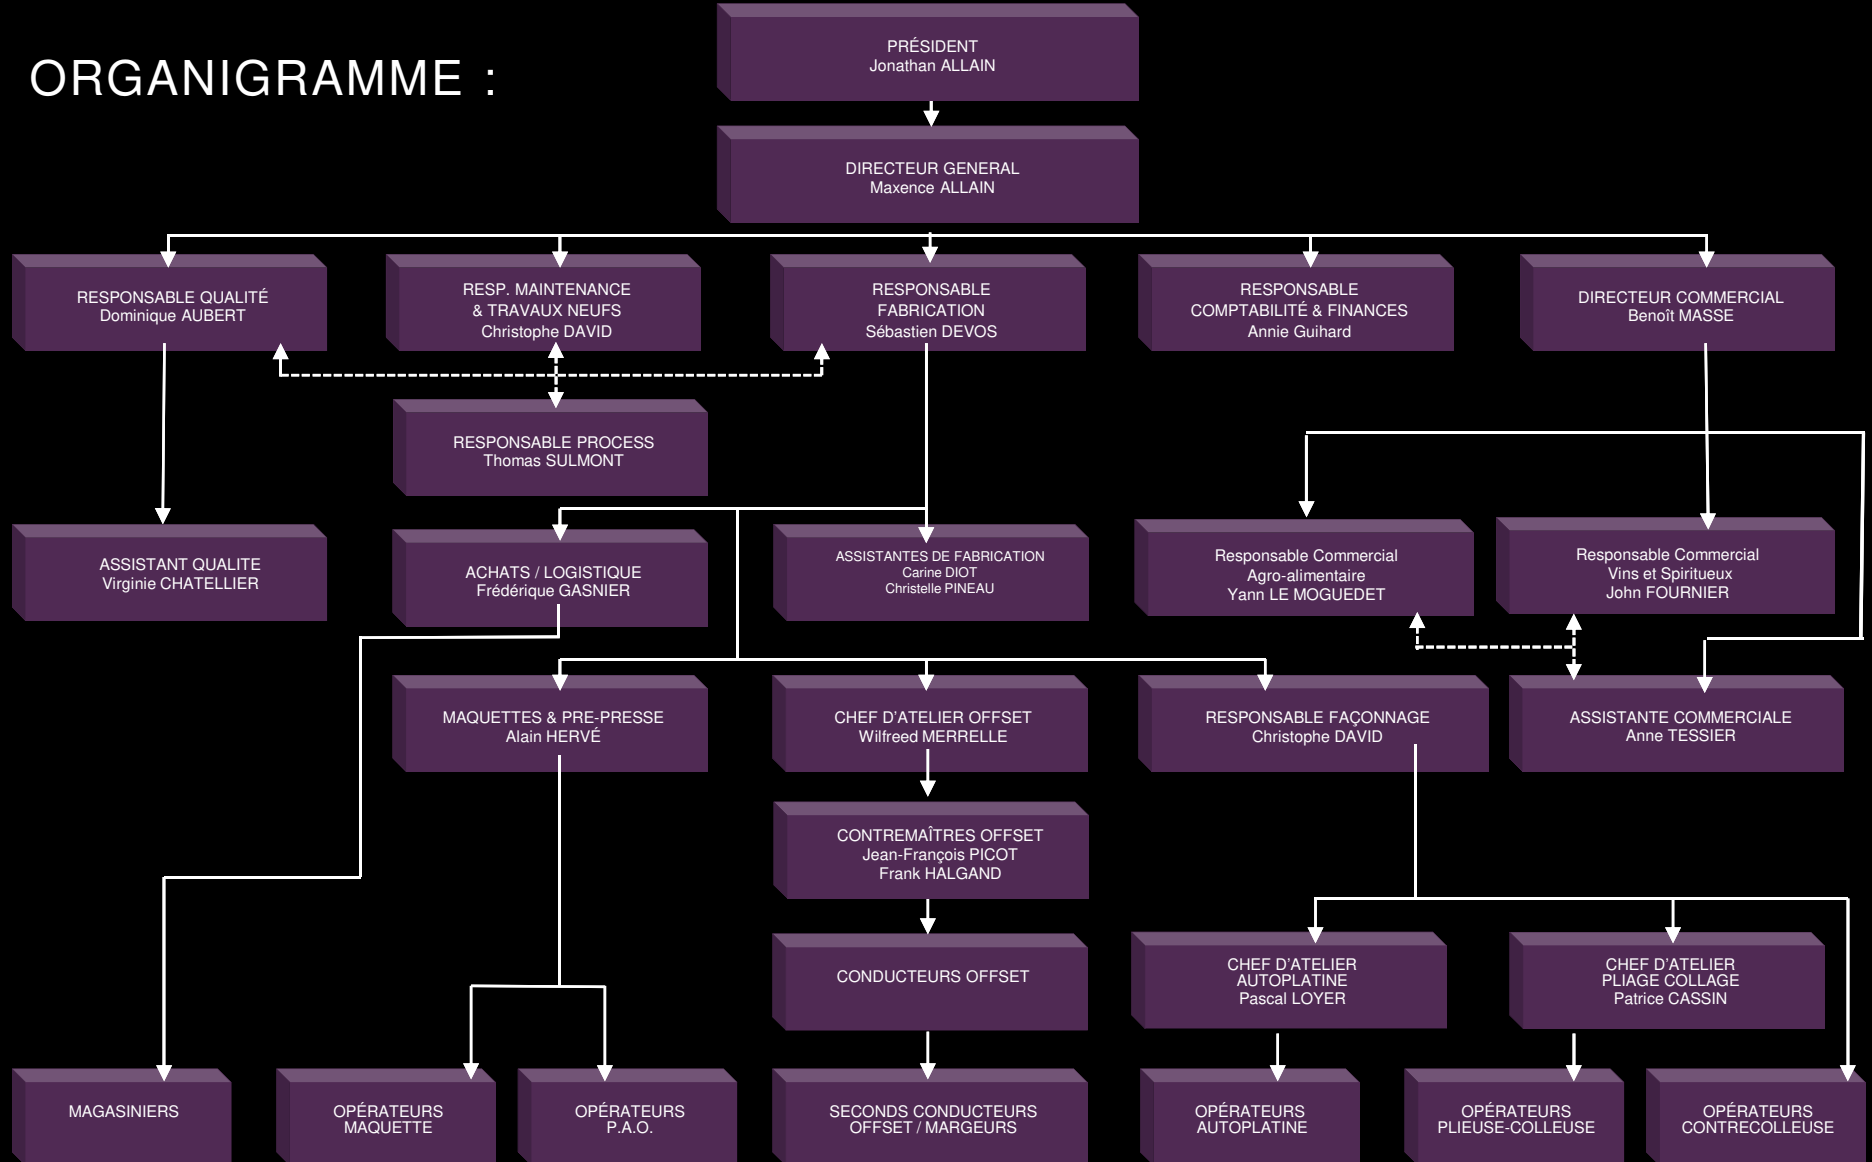 ORGANIGRAMME :
PRÉSIDENT
Jonathan ALLAIN
DIRECTEUR GENERAL
Maxence ALLAIN
RESPONSABLE QUALITÉ
Dominique AUBERT
RESP. MAINTENANCE
& TRAVAUX NEUFS
Christophe DAVID
RESPONSABLE
FABRICATION
Sébastien DEVOS
RESPONSABLE
COMPTABILITÉ & FINANCES
Annie Guihard
DIRECTEUR COMMERCIAL
Benoît MASSE
RESPONSABLE PROCESS
Thomas SULMONT
ASSISTANT QUALITE
Virginie CHATELLIER
ACHATS / LOGISTIQUE
Frédérique GASNIER
ASSISTANTES DE FABRICATION
Carine DIOT
Christelle PINEAU
Responsable Commercial
Agro-alimentaire
Yann LE MOGUEDET
Responsable Commercial
Vins et Spiritueux
John FOURNIER
MAQUETTES & PRE-PRESSE
Alain HERVÉ
CHEF D'ATELIER OFFSET
Wilfreed MERRELLE
RESPONSABLE FAÇONNAGE
Christophe DAVID
ASSISTANTE COMMERCIALE
Anne TESSIER
CONTREMAÎTRES OFFSET
Jean-François PICOT
Frank HALGAND
CONDUCTEURS OFFSET
CHEF D'ATELIER
AUTOPLATINE
Pascal LOYER
CHEF D'ATELIER
PLIAGE COLLAGE
Patrice CASSIN
MAGASINIERS
OPÉRATEURS
MAQUETTE
OPÉRATEURS
P.A.O.
SECONDS CONDUCTEURS
OFFSET / MARGEURS
OPÉRATEURS
AUTOPLATINE
OPÉRATEURS
PLIEUSE-COLLEUSE
OPÉRATEURS
CONTRECOLLEUSE